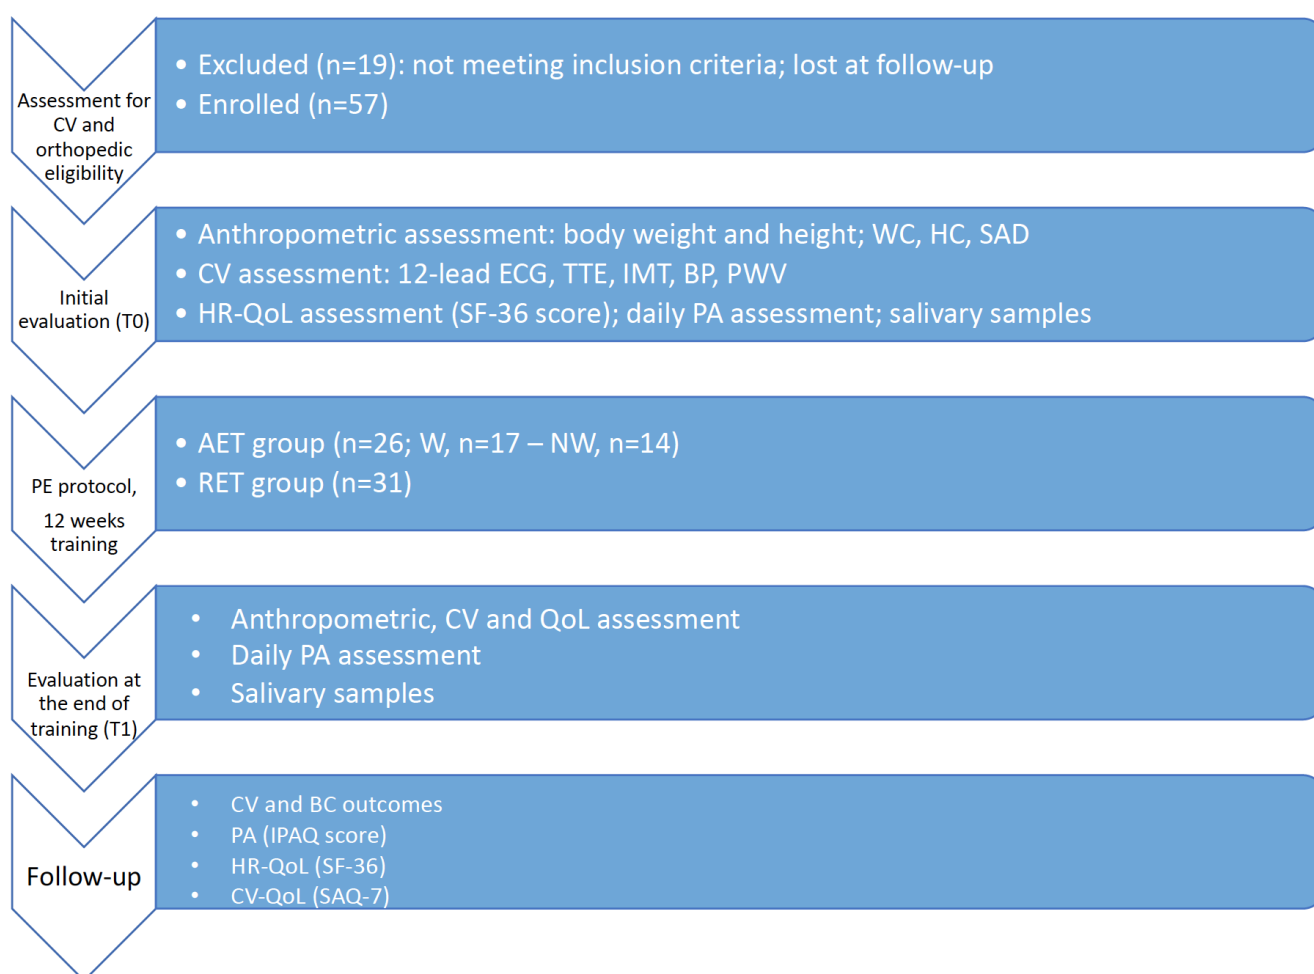 Assessment for
CV and
orthopedic
eligibility
• Excluded (n=19): not meeting inclusion criteria; lost at follow-up
• Enrolled (n=57)
Initial
evaluation (T0)
• Anthropometric assessment: body weight and height; WC, HC, SAD
• CV assessment: 12-lead ECG, TTE, IMT, BP, PWV
• HR-QoL assessment (SF-36 score); daily PA assessment; salivary samples
PE protocol,
12 weeks
training
• AET group (n=26; W, n=17 – NW, n=14)
• RET group (n=31)
Evaluation at
the end of
training (T1)
• Anthropometric, CV and QoL assessment
• Daily PA assessment
• Salivary samples
Follow-up
• CV and BC outcomes
• PA (IPAQ score)
• HR-QoL (SF-36)
• CV-QoL (SAQ-7)